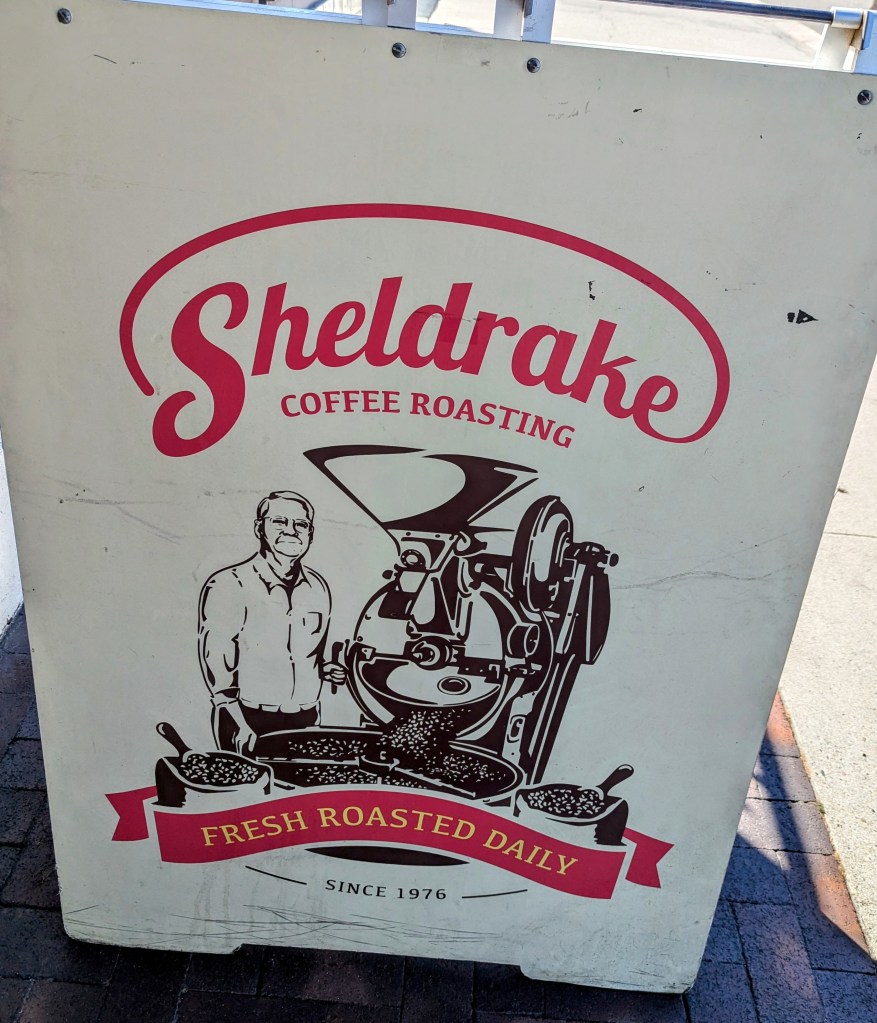 Sheldrake
COFFEE ROASTING
FRESH ROASTED DAILY
SINCE 1976